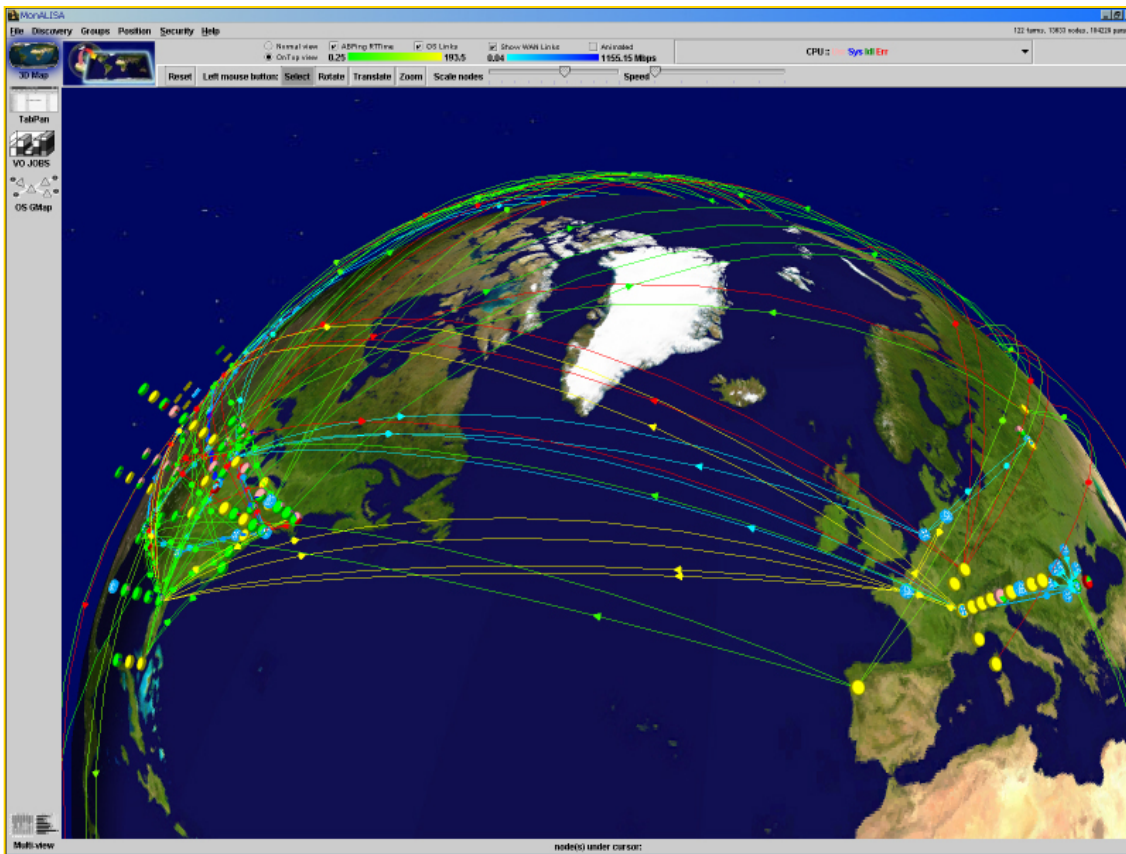 MonALISA
File Discovery Groups Position Security Help
Normal view ABPing RTTime OS Links Show WAN Links Animated
OnTop view 0.25 193.5 0.04 1155.15 Mbps
CPU :: Sys Idl Err
3D Map
Reset Left mouse button: Select Rotate Translate Zoom Scale nodes Speed
TabPan
VO JOBS
OS GMap
Multi-view
node(s) under cursor: